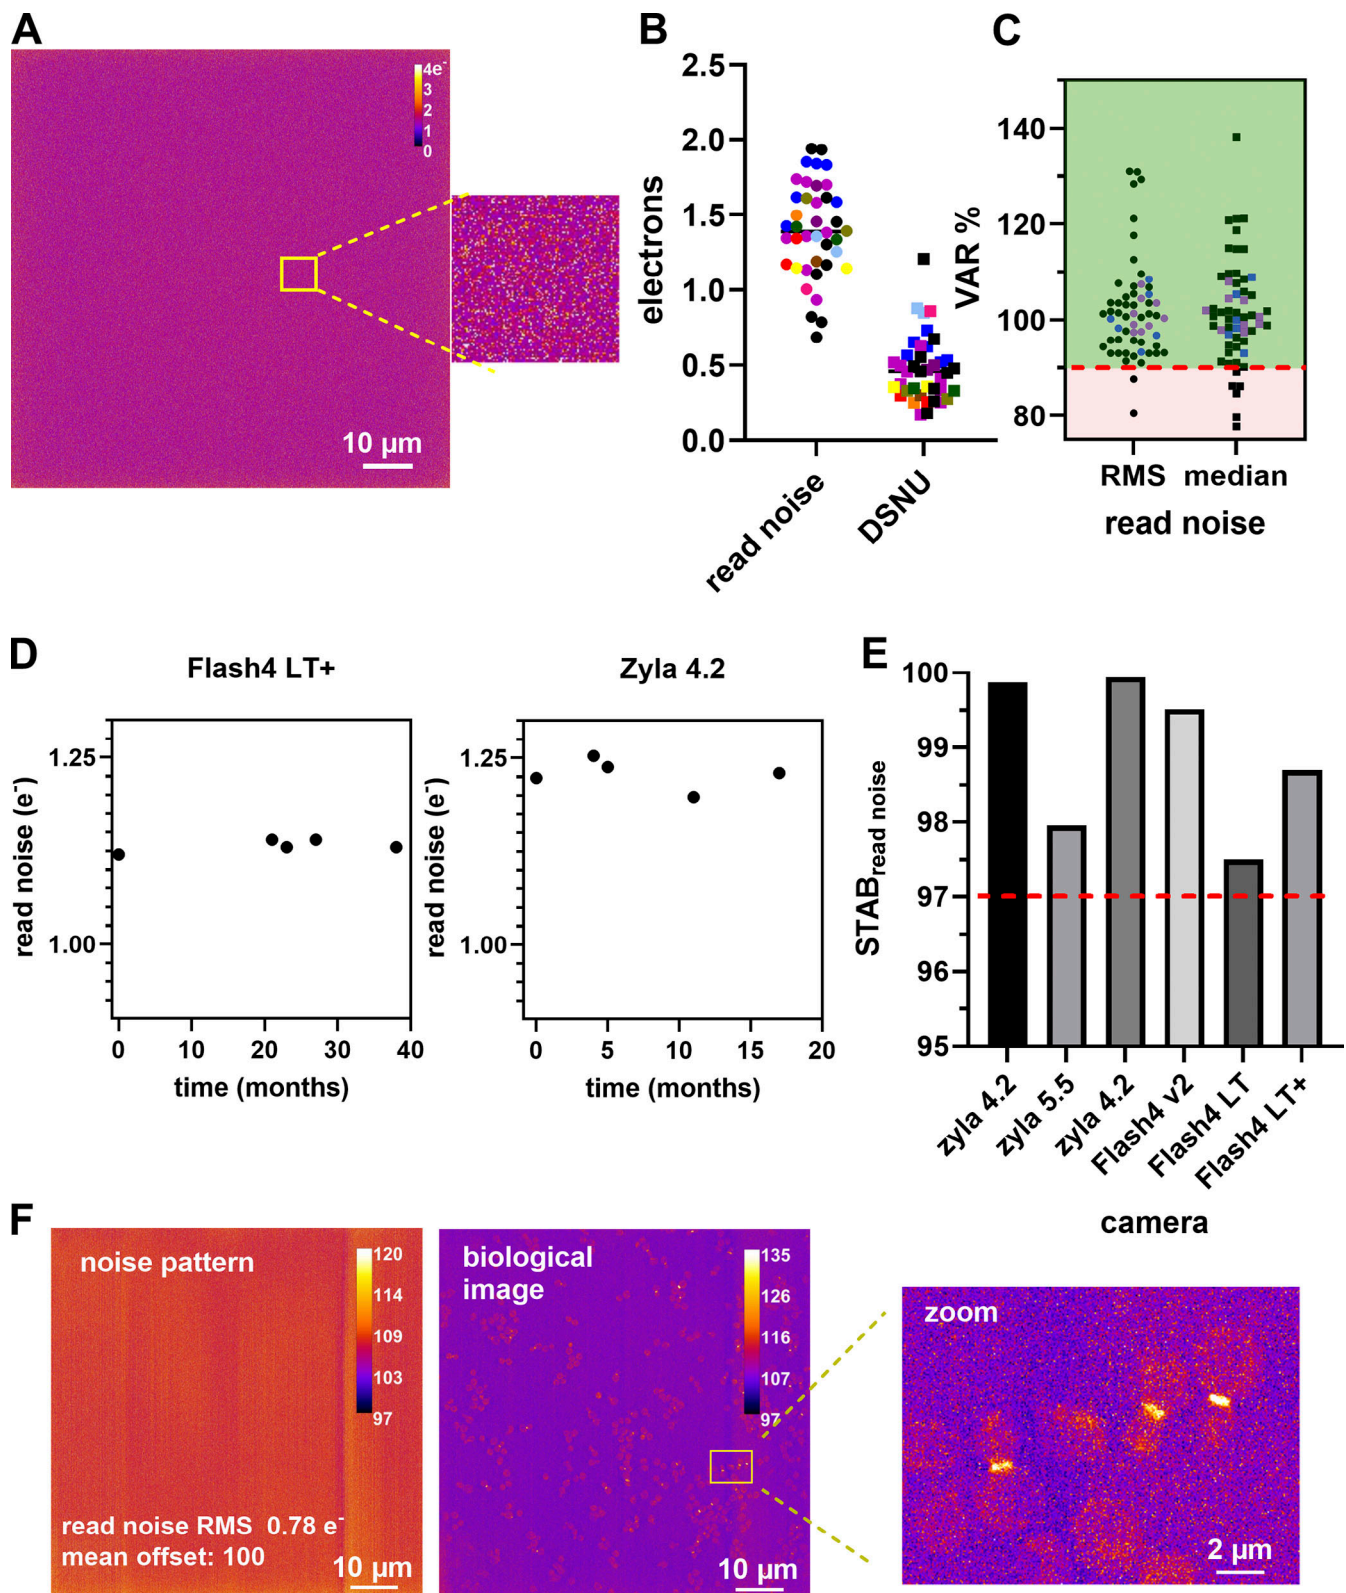 A
4e-
3
2
1
0
10 µm
B
2.5
2.0
1.5
1.0
0.5
0.0
electrons
read noise
DSNU
C
140
120
100
80
VAR %
RMS median
read noise
D
Flash4 LT+
1.25
1.00
read noise (e-)
0 10 20 30 40
time (months)
Zyla 4.2
1.25
1.00
read noise (e-)
0 5 10 15 20
time (months)
E
100
99
98
97
96
95
STAB read noise
zyla 4.2
zyla 5.5
zyla 4.2
Flash4 v2
Flash4 LT
Flash4 LT+
camera
F
noise pattern
120
114
109
103
97
read noise RMS 0.78 e-
mean offset: 100
10 µm
biological
image
135
126
116
107
97
10 µm
zoom
2 µm